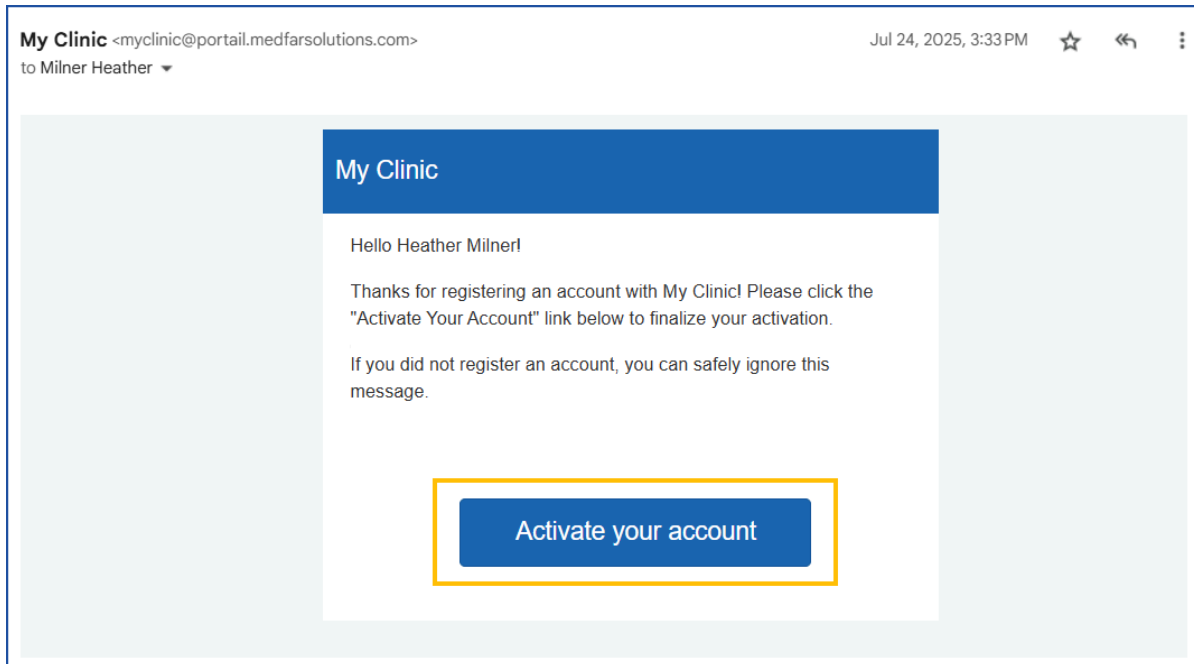 My Clinic <myclinic@portail.medfarsolutions.com> Jul 24, 2025, 3:33 PM
to Milner Heather
My Clinic
Hello Heather Milner!
Thanks for registering an account with My Clinic! Please click the
"Activate Your Account" link below to finalize your activation.
If you did not register an account, you can safely ignore this
message.
Activate your account